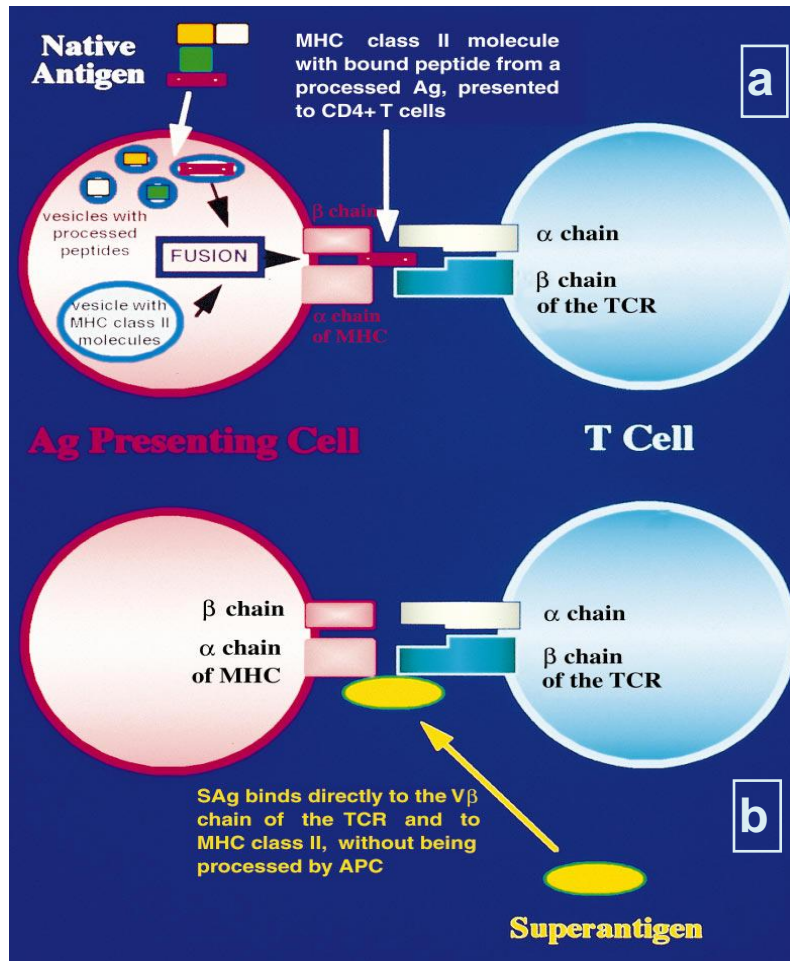 Native
Antigen
MHC class II molecule
with bound peptide from a
processed Ag, presented
to CD4+ T cells
a
vesicles with
processed
peptides
FUSION
vesicle with
MHC class II
molecules
β chain
α chain
of MHC
α chain
β chain
of the TCR
Ag Presenting Cell
T Cell
β chain
α chain
of MHC
α chain
β chain
of the TCR
SAg binds directly to the Vβ
chain of the TCR and to
MHC class II, without being
processed by APC
b
Superantigen